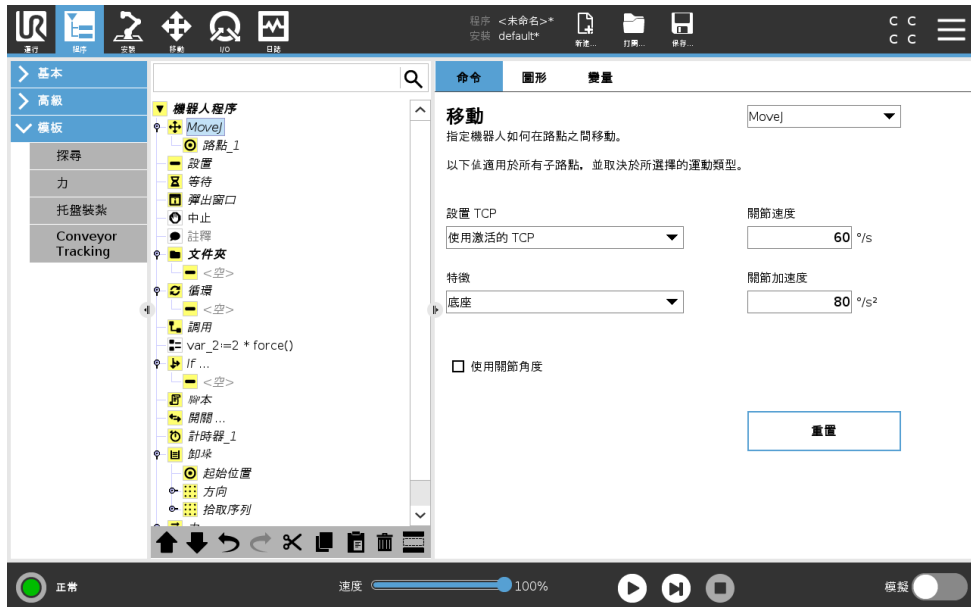 程序 <未命名>*
安裝 default*
C C
C C
運行
程序
安裝
移動
I/O
日誌
新建...
打開...
保存...
基本
高級
模板
探尋
力
托盤裝紮
Conveyor
Tracking
機器人程序
MoveJ
路點_1
設置
等待
彈出窗口
中止
註釋
文件夾
<空>
循環
<空>
調用
var_2:=2 * force()
If ...
<空>
腳本
開關 ...
計時器_1
卸垛
起始位置
方向
拾取序列
力
命令
圖形
變量
移動
MoveJ
指定機器人如何在路點之間移動。
以下值適用於所有子路點，並取決於所選擇的運動類型。
設置 TCP
關節速度
使用激活的 TCP
60 °/s
特徵
關節加速度
底座
80 °/s²
使用關節角度
重置
正常
速度
100%
模擬